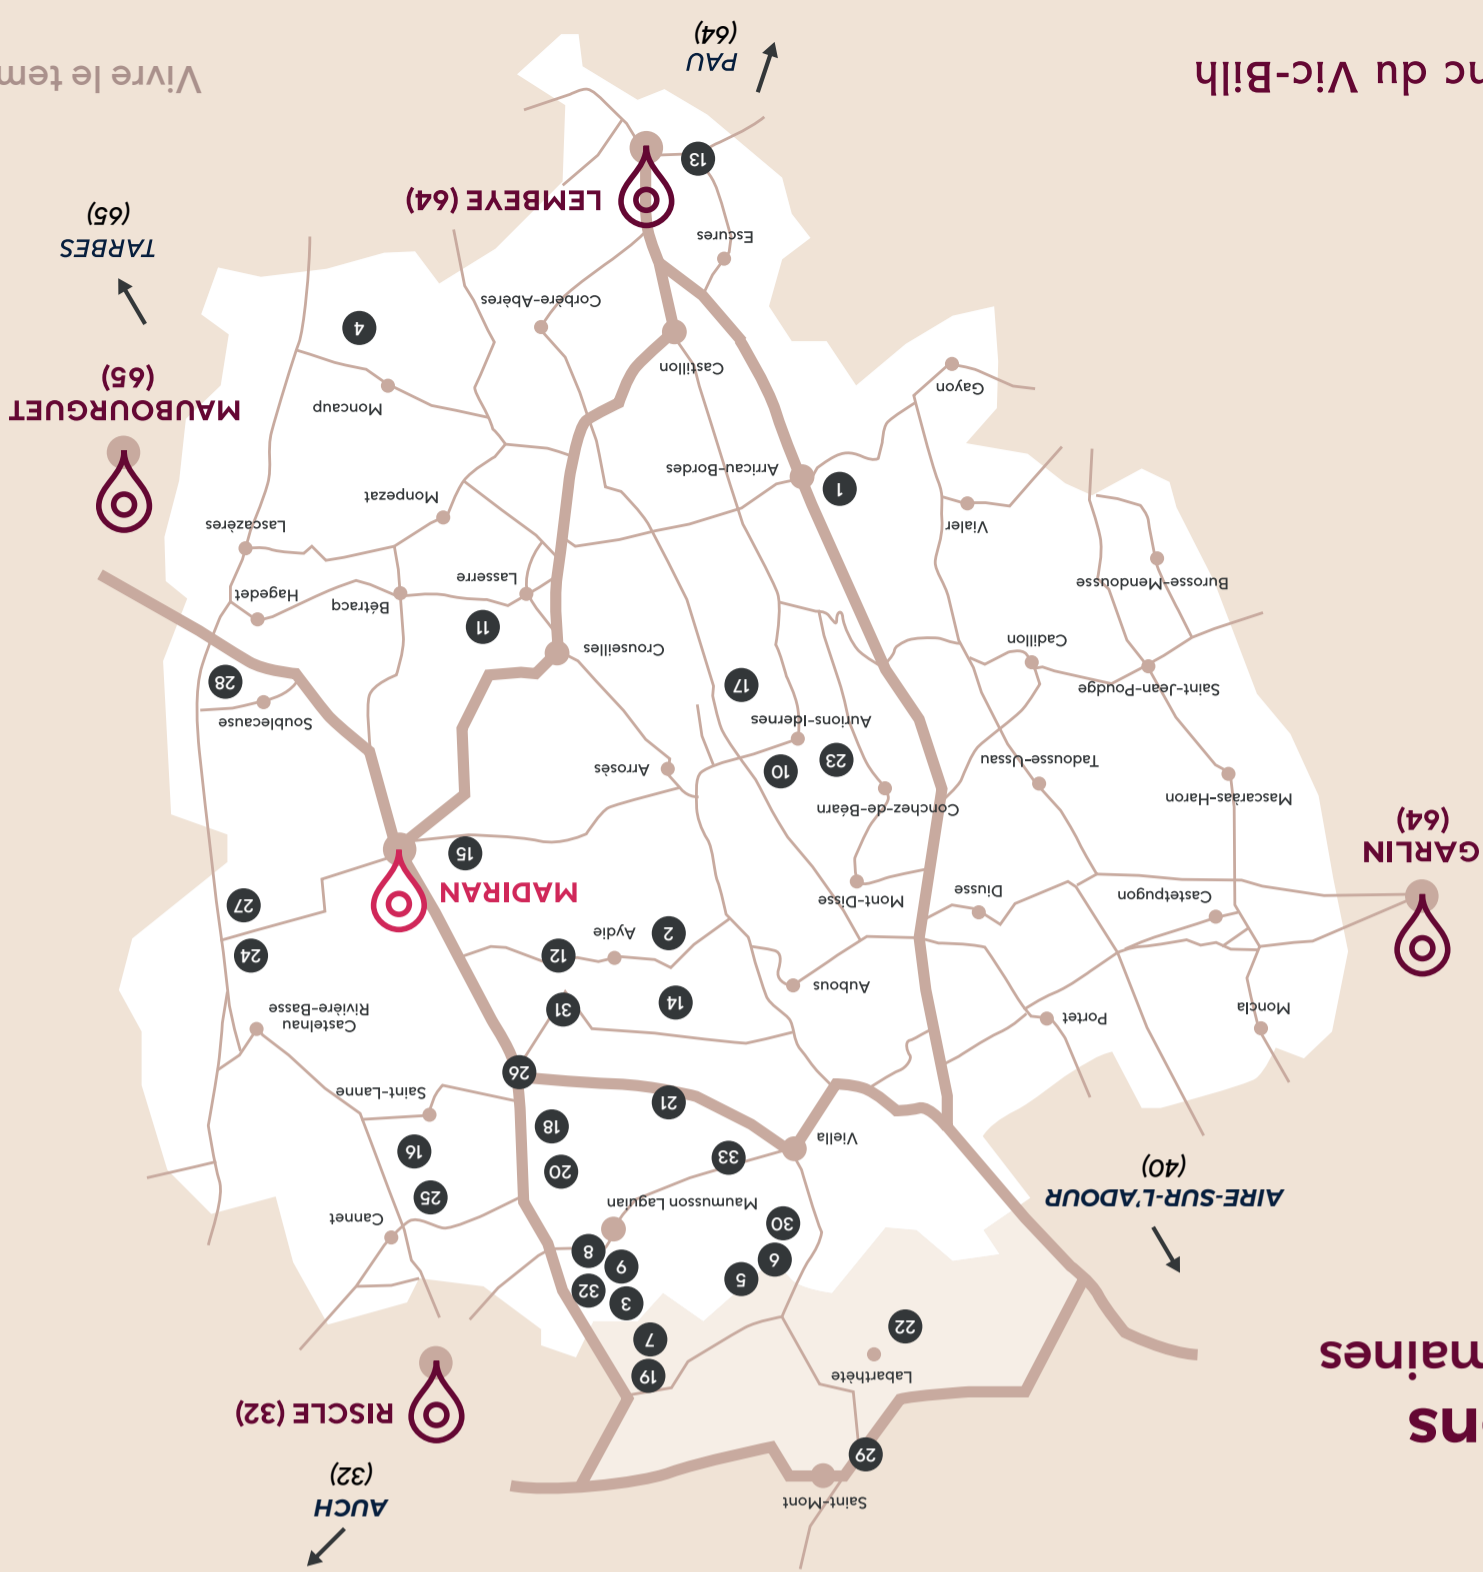 AUCH
(32)
Saint-Mont
29
ns
RISCLE (32)
maines
Labarthète
19
22
7
3
32
5
9
6
8
30
Maumusson Laguian
Cannet
25
AIRE-SUR-L'ADOUR
(40)
20
33
16
Viella
18
21
Saint-Lanne
26
Castelnau
Rivière-Basse
31
14
Moncla
Portet
Aubous
12
24
Aydie
2
27
Castetpugon
Diusse
Mont-Disse
MADIRAN
15
GARLIN
(64)
Mascaraàs-Haron
Conchez-de-Béarn
10
Arrosès
23
Tadousse-Ussau
Aurions-Idernes
Soublecause
17
28
Saint-Jean-Poudge
Crouseilles
Cadillon
11
Bétracq
Hagedet
Burosse-Mendousse
Lasserre
Vialer
Lascazères
Monpezat
1
Arricau-Bordes
MAUBOURGUET
(65)
Moncaup
Gayon
Castillon
4
Corbère-Abères
TARBES
(65)
Escures
LEMBEYE (64)
13
nc du Vic-Bilh
Vivre le tem
PAU
(64)